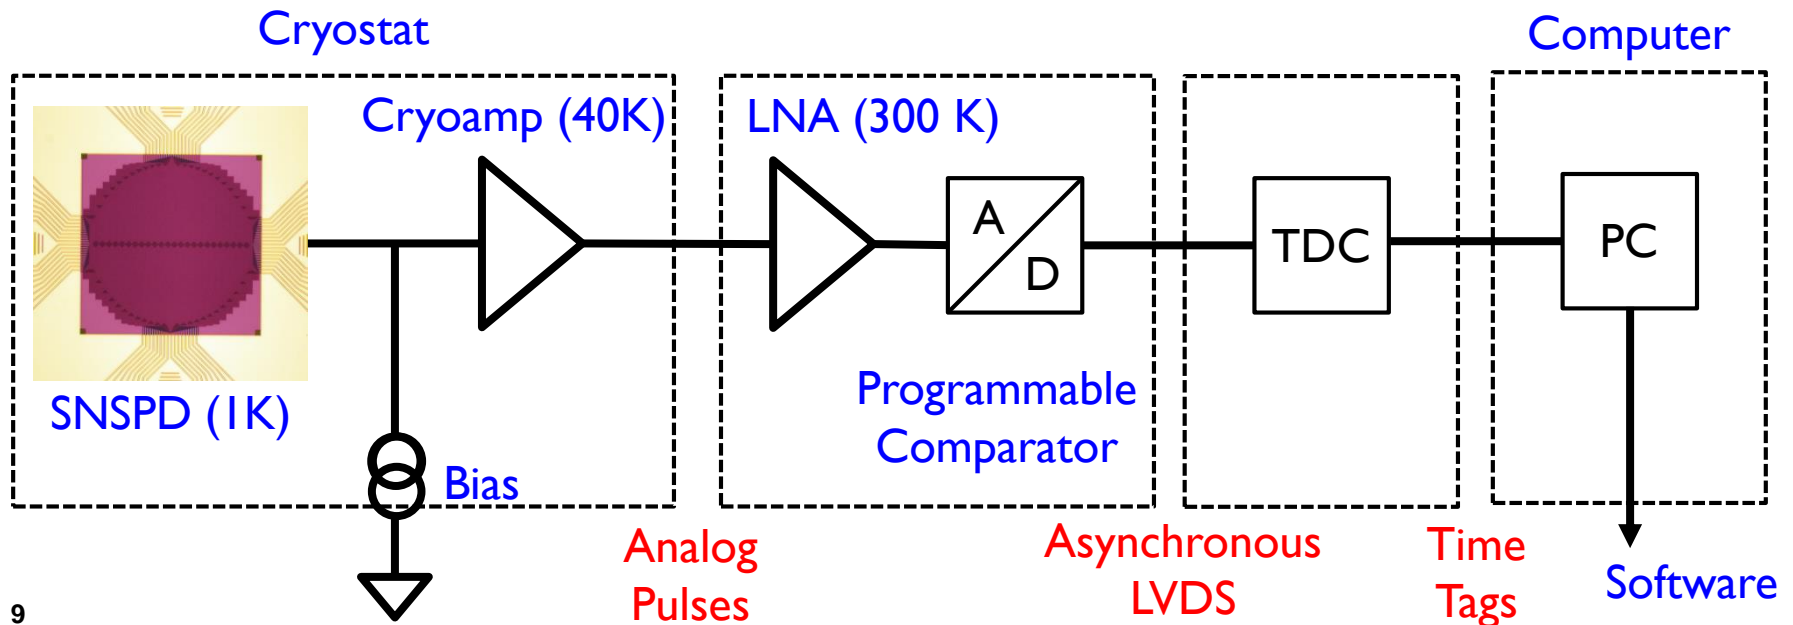 Cryostat
Computer
Cryoamp (40K)
LNA (300 K)
A
D
TDC
PC
SNSPD (1K)
Programmable
Comparator
Bias
Analog
Pulses
Asynchronous
LVDS
Time
Tags
Software
9